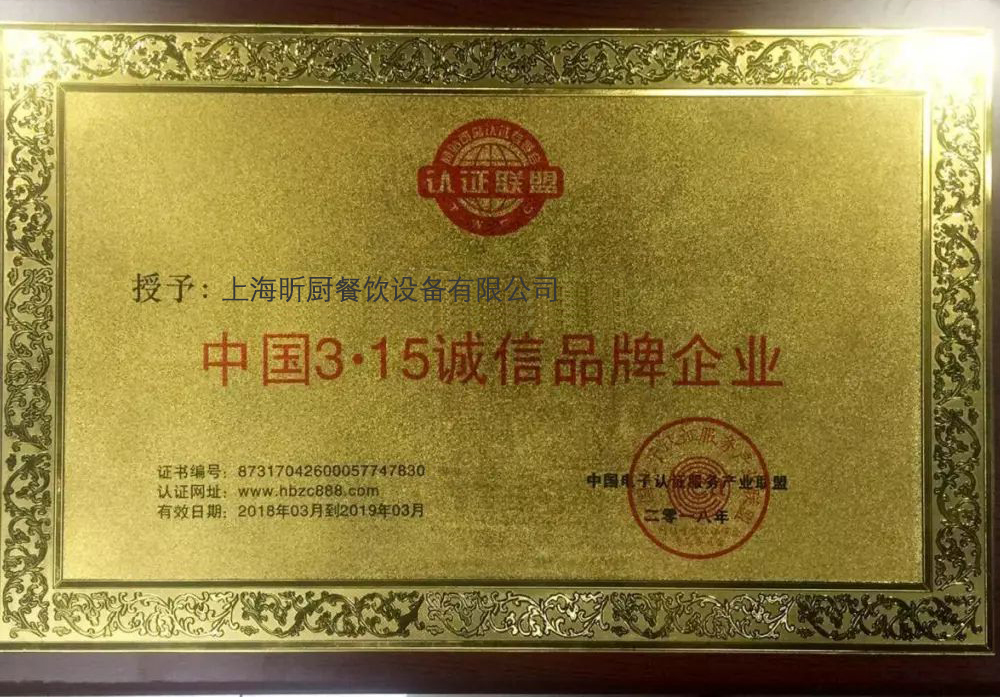 认证联盟
授予：上海昕厨餐饮设备有限公司
中国3·15诚信品牌企业
证书编号：87317042600057747830
认证网址：www.hbzc888.com
有效日期：2018年03月到2019年03月
中国电子认证服务产业联盟
二零一八年